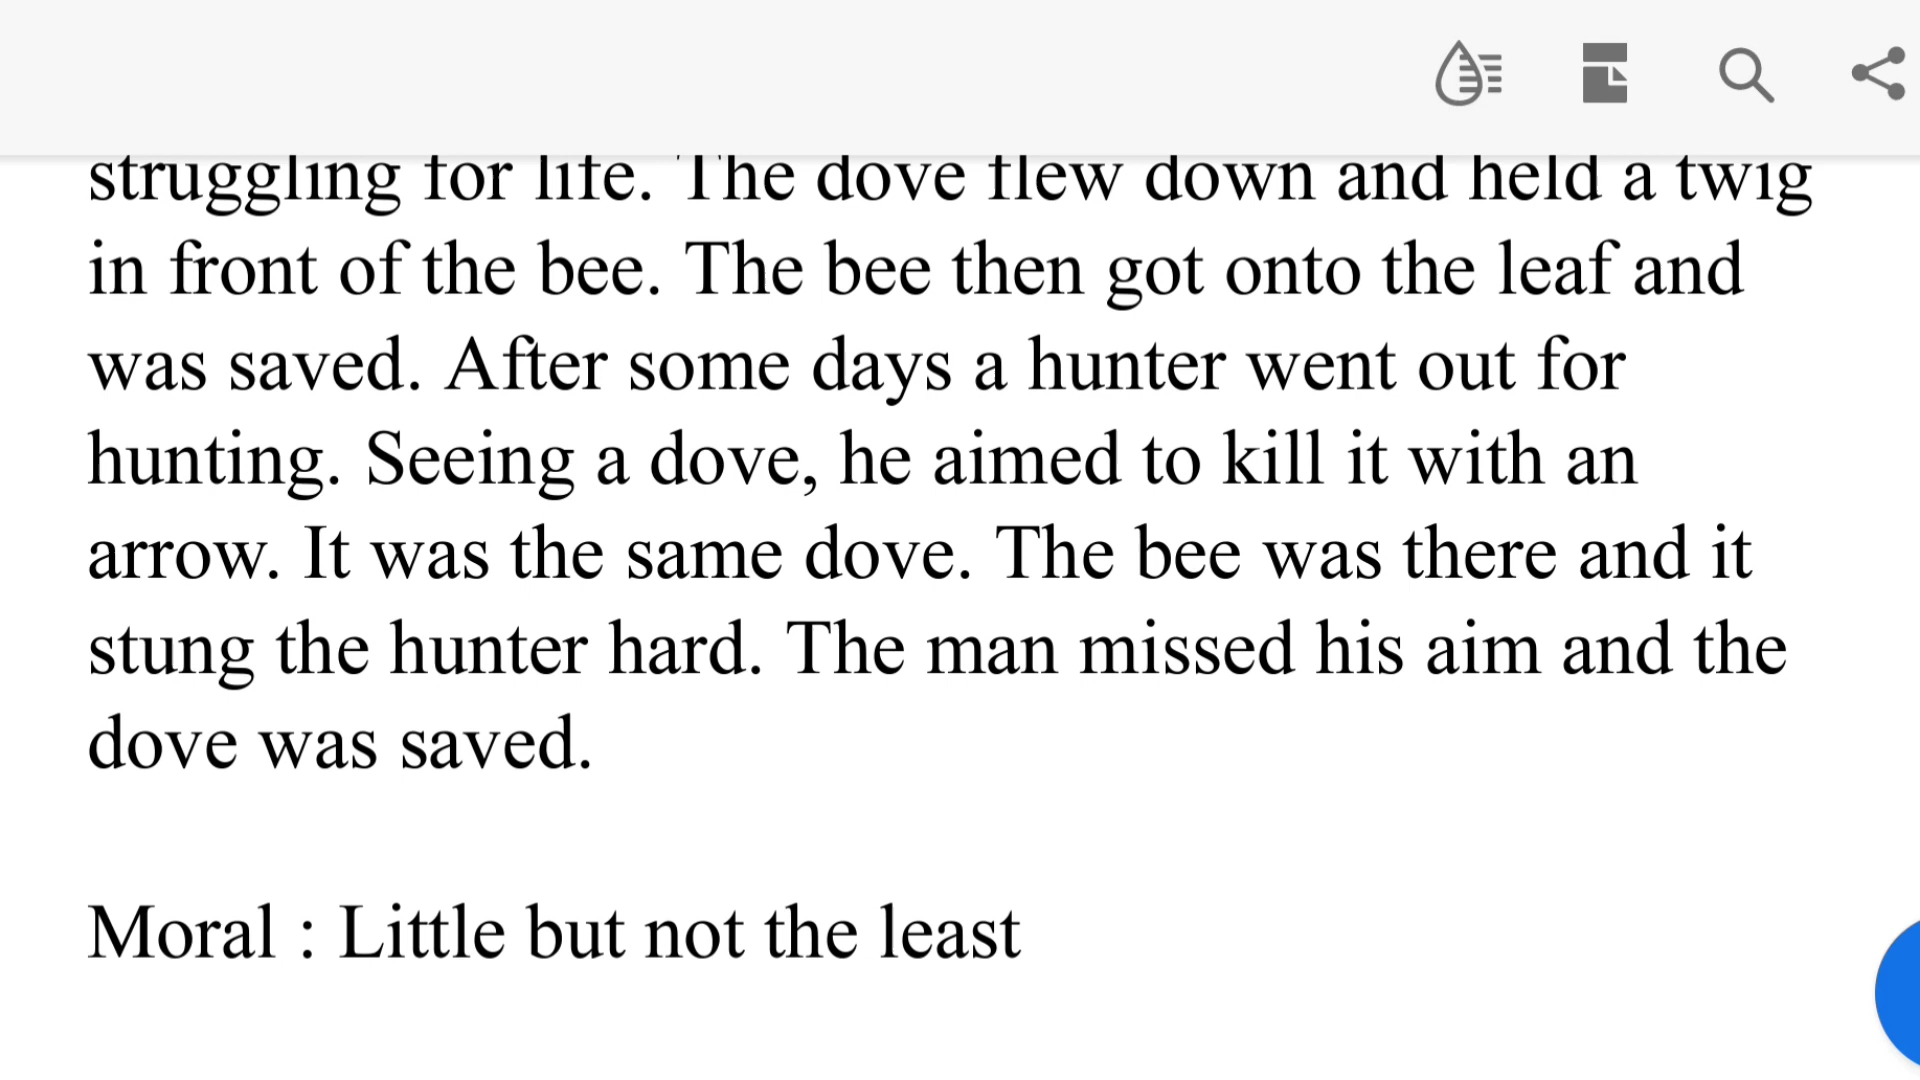 struggling for life. The dove flew down and held a twig
in front of the bee. The bee then got onto the leaf and
was saved. After some days a hunter went out for
hunting. Seeing a dove, he aimed to kill it with an
arrow. It was the same dove. The bee was there and it
stung the hunter hard. The man missed his aim and the
dove was saved.
Moral : Little but not the least